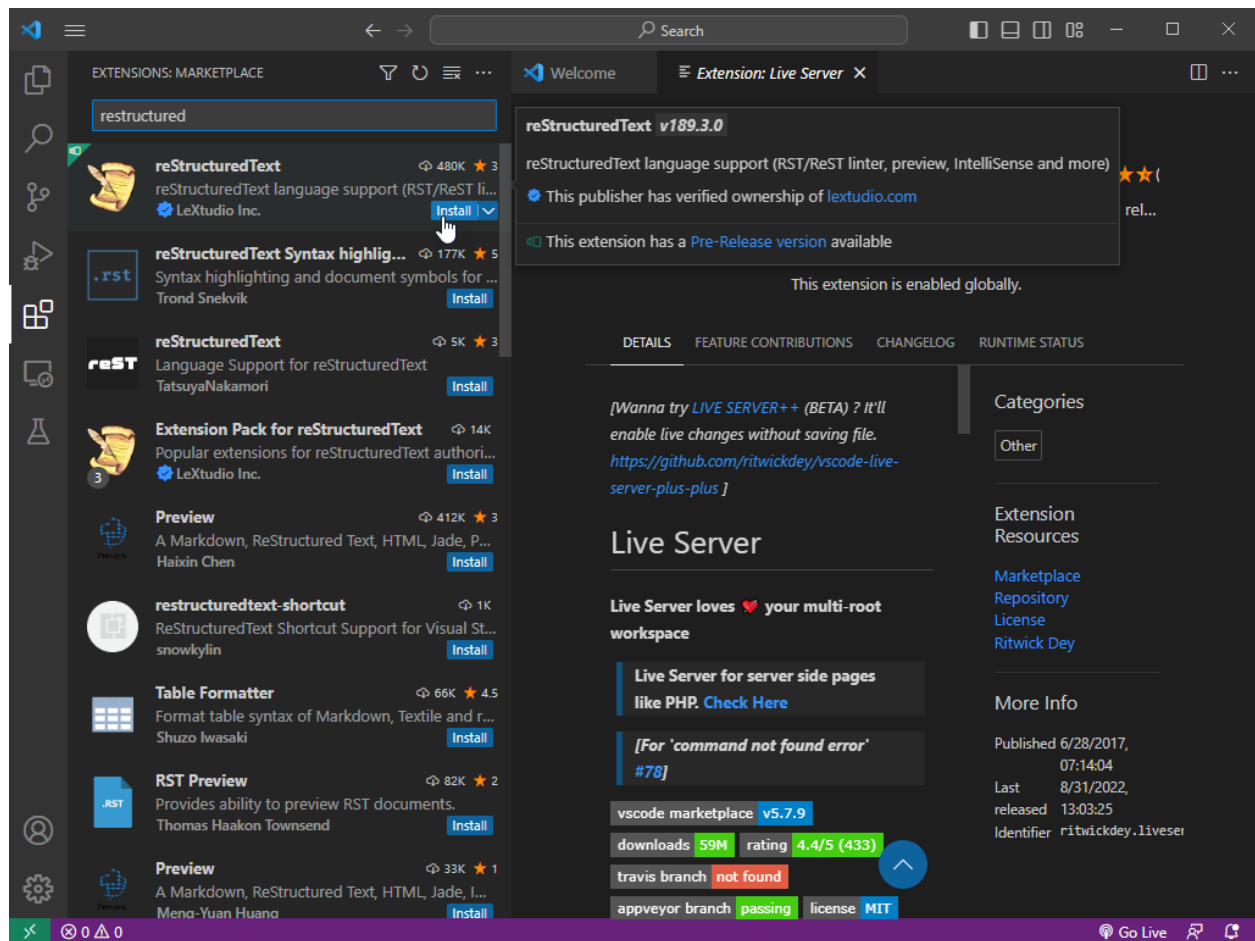 Search
EXTENSIONS: MARKETPLACE
restructured
reStructuredText 480K ★ 3
reStructuredText language support (RST/ReST li...
LeXtudio Inc. Install
reStructuredText Syntax highlig... 177K ★ 5
.rst
Syntax highlighting and document symbols for ...
Trond Snekvik Install
reStructuredText 5K ★ 3
reST
Language Support for reStructuredText
TatsuyaNakamori Install
Extension Pack for reStructuredText 14K
Popular extensions for reStructuredText authori...
3
LeXtudio Inc. Install
Preview 412K ★ 3
A Markdown, ReStructured Text, HTML, Jade, P...
Preview
Haixin Chen Install
restructuredtext-shortcut 1K
ReStructuredText Shortcut Support for Visual St...
snowkylin Install
Table Formatter 66K ★ 4.5
Format table syntax of Markdown, Textile and r...
Shuzo Iwasaki Install
RST Preview 82K ★ 2
.RST
Provides ability to preview RST documents.
Thomas Haakon Townsend Install
Preview 33K ★ 1
A Markdown, ReStructured Text, HTML, Jade, I...
Preview
Meng-Yuan Huang Install
Welcome
Extension: Live Server
reStructuredText v189.3.0
reStructuredText language support (RST/ReST linter, preview, IntelliSense and more)
This publisher has verified ownership of lextudio.com
This extension has a Pre-Release version available
★★(
rel...
This extension is enabled globally.
DETAILS FEATURE CONTRIBUTIONS CHANGELOG RUNTIME STATUS
[Wanna try LIVE SERVER++ (BETA) ? It'll
enable live changes without saving file.
https://github.com/ritwickdey/vscode-live-
server-plus-plus ]
Live Server
Live Server loves ❤ your multi-root
workspace
Live Server for server side pages
like PHP. Check Here
[For 'command not found error'
#78]
vscode marketplace v5.7.9
downloads 59M rating 4.4/5 (433)
travis branch not found
appveyor branch passing license MIT
Categories
Other
Extension
Resources
Marketplace
Repository
License
Ritwick Dey
More Info
Published 6/28/2017,
07:14:04
Last 8/31/2022,
released 13:03:25
Identifier ritwickdey.liveser
0 0
Go Live